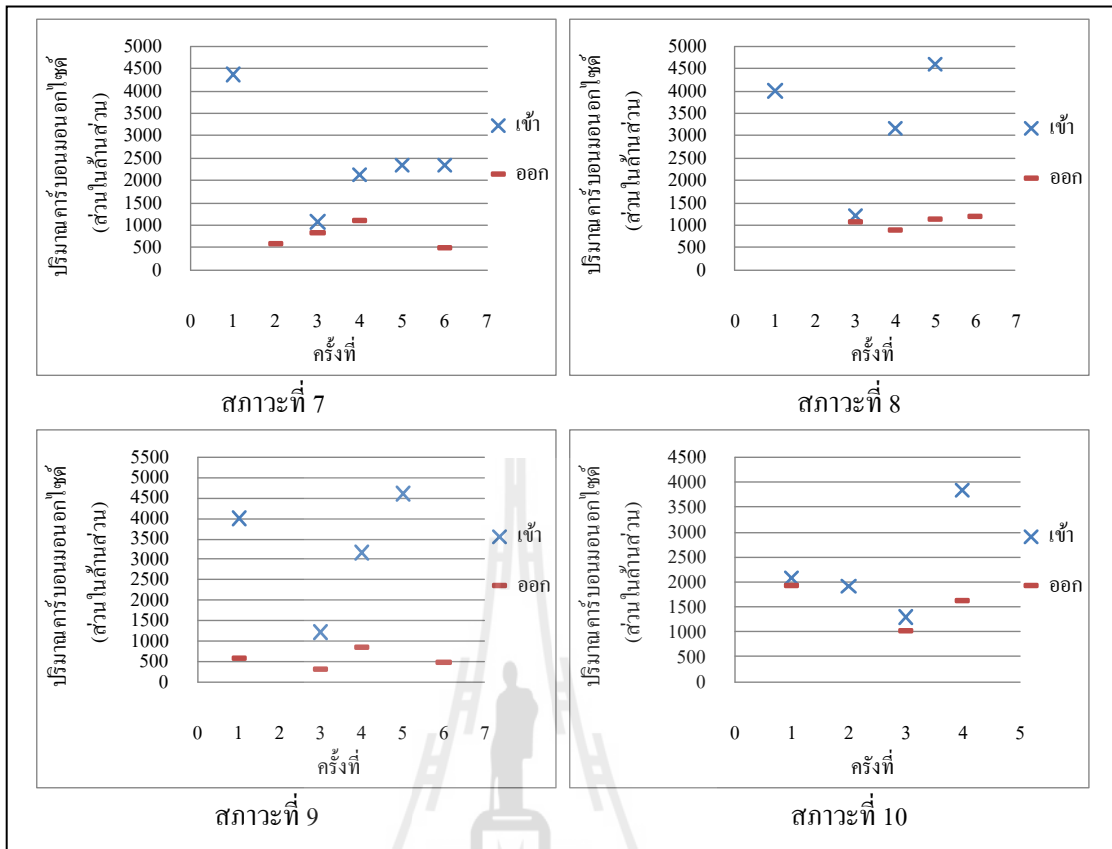 ปริมาณคาร์บอนมอนอกไซด์
(ส่วนในล้านส่วน)
5000
4500
4000
3500
3000
2500
2000
1500
1000
500
0
0 1 2 3 4 5 6 7
ครั้งที่
เข้า
ออก
สภาวะที่ 7
ปริมาณคาร์บอนมอนอกไซด์
(ส่วนในล้านส่วน)
5000
4500
4000
3500
3000
2500
2000
1500
1000
500
0
0 1 2 3 4 5 6 7
ครั้งที่
เข้า
ออก
สภาวะที่ 8
ปริมาณคาร์บอนมอนอกไซด์
(ส่วนในล้านส่วน)
5500
5000
4500
4000
3500
3000
2500
2000
1500
1000
500
0
0 1 2 3 4 5 6 7
ครั้งที่
เข้า
ออก
สภาวะที่ 9
ปริมาณคาร์บอนมอนอกไซด์
(ส่วนในล้านส่วน)
4500
4000
3500
3000
2500
2000
1500
1000
500
0
0 1 2 3 4 5
ครังที่
เข้า
ออก
สภาวะที่ 10